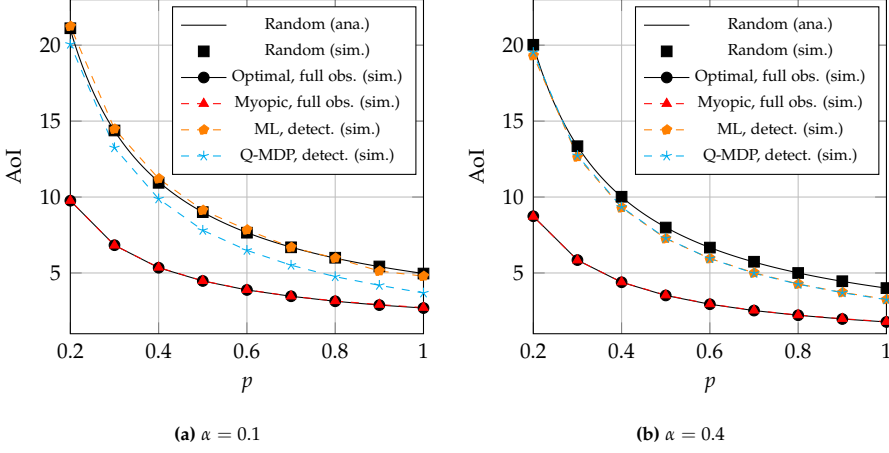 Random (ana.)
Random (sim.)
Optimal, full obs. (sim.)
Myopic, full obs. (sim.)
ML, detect. (sim.)
Q-MDP, detect. (sim.)
20
15
10
5
AoI
0.2
0.4
0.6
0.8
1
p
(a) α = 0.1
Random (ana.)
Random (sim.)
Optimal, full obs. (sim.)
Myopic, full obs. (sim.)
ML, detect. (sim.)
Q-MDP, detect. (sim.)
20
15
10
5
AoI
0.2
0.4
0.6
0.8
1
p
(b) α = 0.4